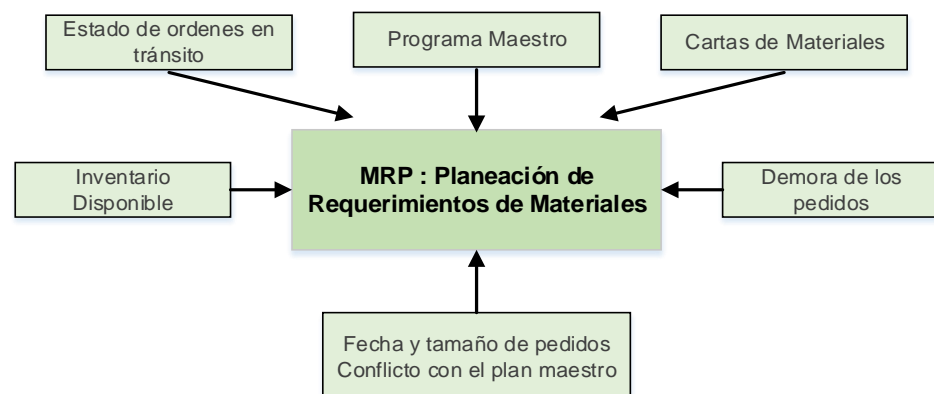 Estado de ordenes en
tránsito
Programa Maestro
Cartas de Materiales
Inventario
Disponible
MRP : Planeación de
Requerimientos de Materiales
Demora de los
pedidos
Fecha y tamaño de pedidos
Conflicto con el plan maestro